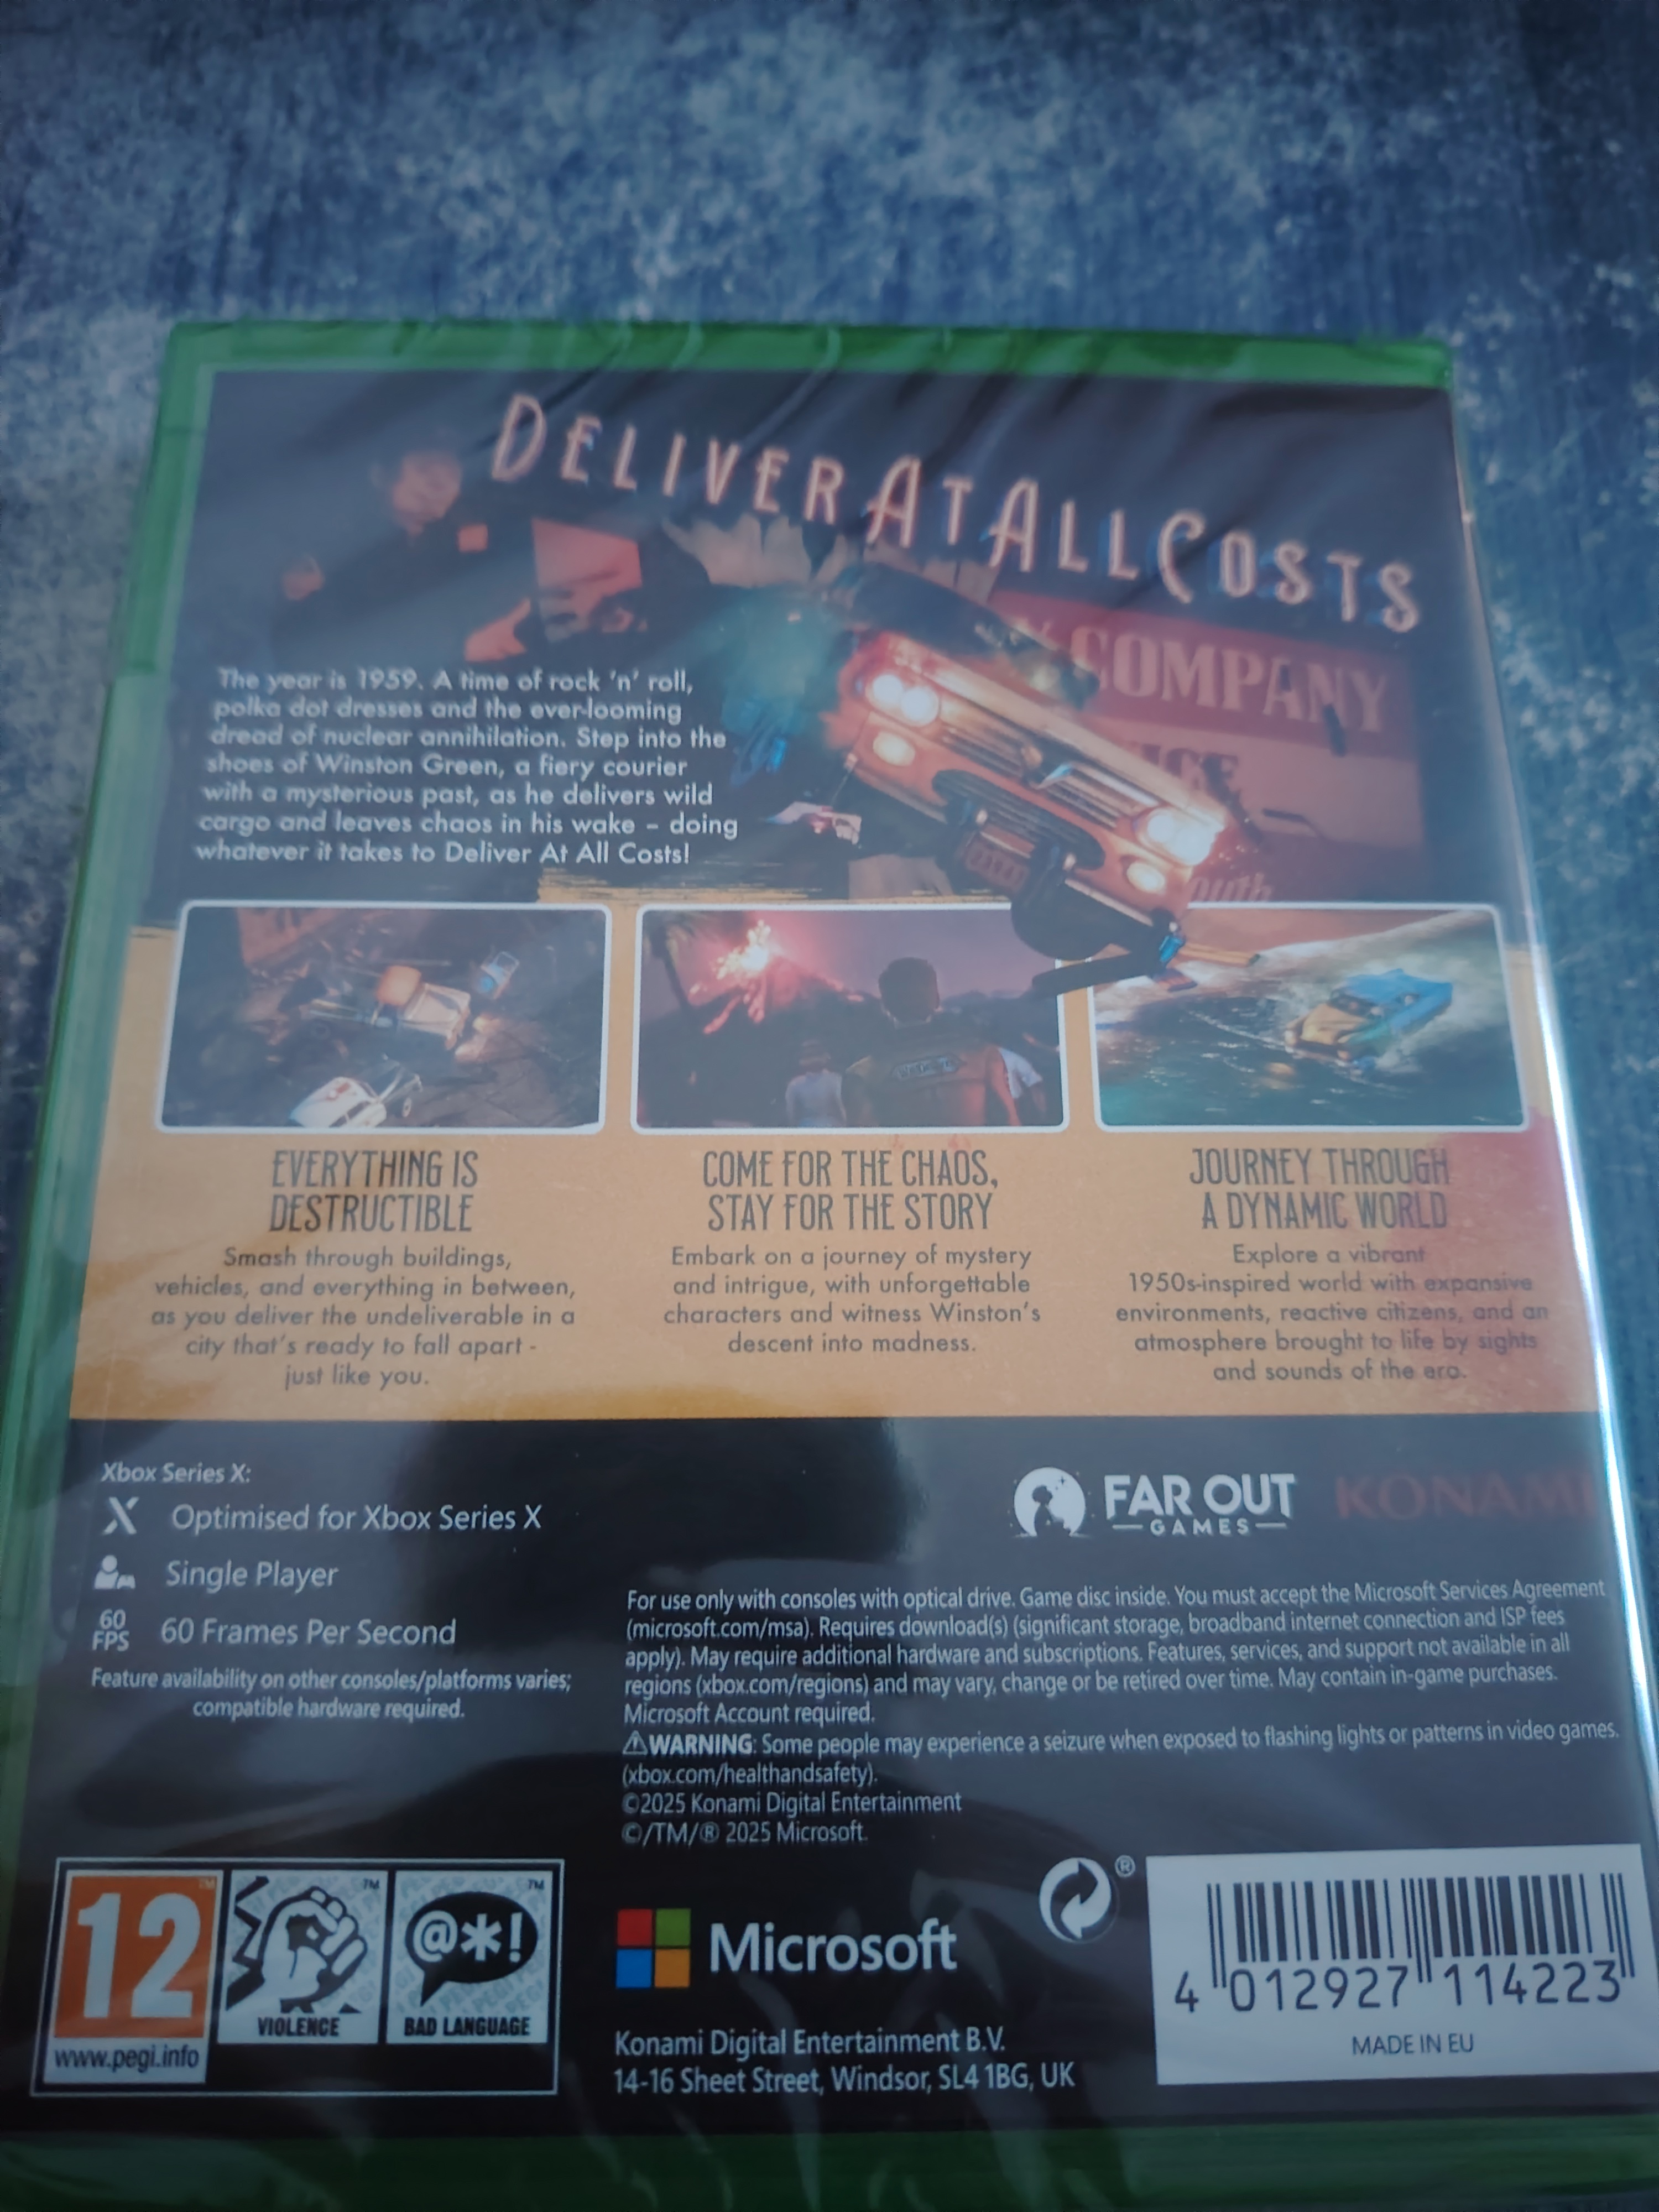 DELIVER AT ALL COSTS
COMPANY
The year is 1959. A time of rock 'n' roll,
polka dot dresses and the ever-looming
dread of nuclear annihilation. Step into the
shoes of Winston Green, a fiery courier
with a mysterious past, as he delivers wild
cargo and leaves chaos in his wake – doing
whatever it takes to Deliver At All Costs!
EVERYTHING IS
DESTRUCTIBLE
Smash through buildings,
vehicles, and everything in between,
as you deliver the undeliverable in a
city that's ready to fall apart -
just like you.
COME FOR THE CHAOS,
STAY FOR THE STORY
Embark on a journey of mystery
and intrigue, with unforgettable
characters and witness Winston's
descent into madness.
JOURNEY THROUGH
A DYNAMIC WORLD
Explore a vibrant
1950s-inspired world with expansive
environments, reactive citizens, and an
atmosphere brought to life by sights
and sounds of the era.
Xbox Series X:
X Optimised for Xbox Series X
Single Player
60
FPS
60 Frames Per Second
Feature availability on other consoles/platforms varies;
compatible hardware required.
FAR OUT
GAMES
KONAMI
For use only with consoles with optical drive. Game disc inside. You must accept the Microsoft Services Agreement
(microsoft.com/msa). Requires download(s) (significant storage, broadband internet connection and ISP fees
apply). May require additional hardware and subscriptions. Features, services, and support not available in all
regions (xbox.com/regions) and may vary, change or be retired over time. May contain in-game purchases.
Microsoft Account required.
⚠WARNING: Some people may experience a seizure when exposed to flashing lights or patterns in video games.
(xbox.com/healthandsafety).
©2025 Konami Digital Entertainment
©/TM/® 2025 Microsoft.
12™
www.pegi.info
™
VIOLENCE
@*!™
BAD LANGUAGE
Microsoft
®
Konami Digital Entertainment B.V.
14-16 Sheet Street, Windsor, SL4 1BG, UK
4 012927 114223
MADE IN EU